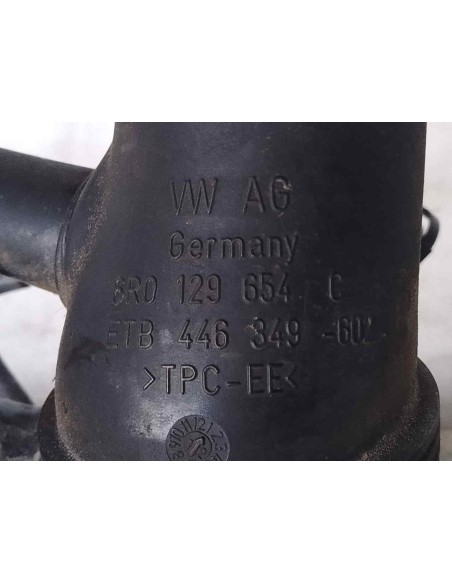 VW AG
Germany
6R0 129 654 C
ETB 446 349 -602
>TPC-EE<